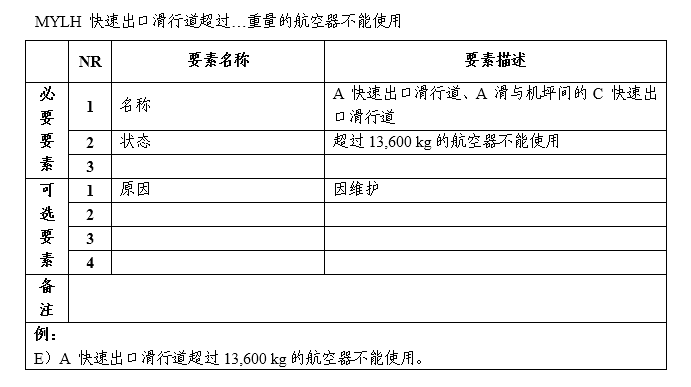 MYLH 快速出口滑行道超过…重量的航空器不能使用
NR 要素名称 要素描述
必要要素
1 名称 A 快速出口滑行道、A 滑与机坪间的 C 快速出
口滑行道
2 状态 超过 13,600 kg 的航空器不能使用
3
可选要素
1 原因 因维护
2
3
4
备注
例：
E）A 快速出口滑行道超过 13,600 kg 的航空器不能使用。